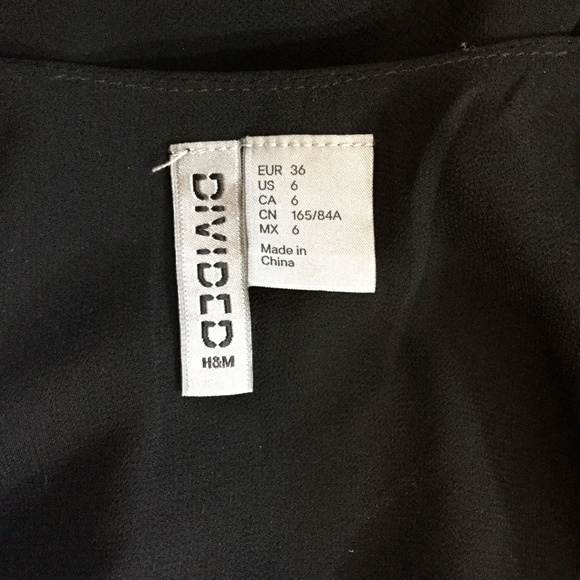 DIVIDED
H&M
EUR 36
US 6
CA 6
CN 165/84A
MX 6
Made in
China